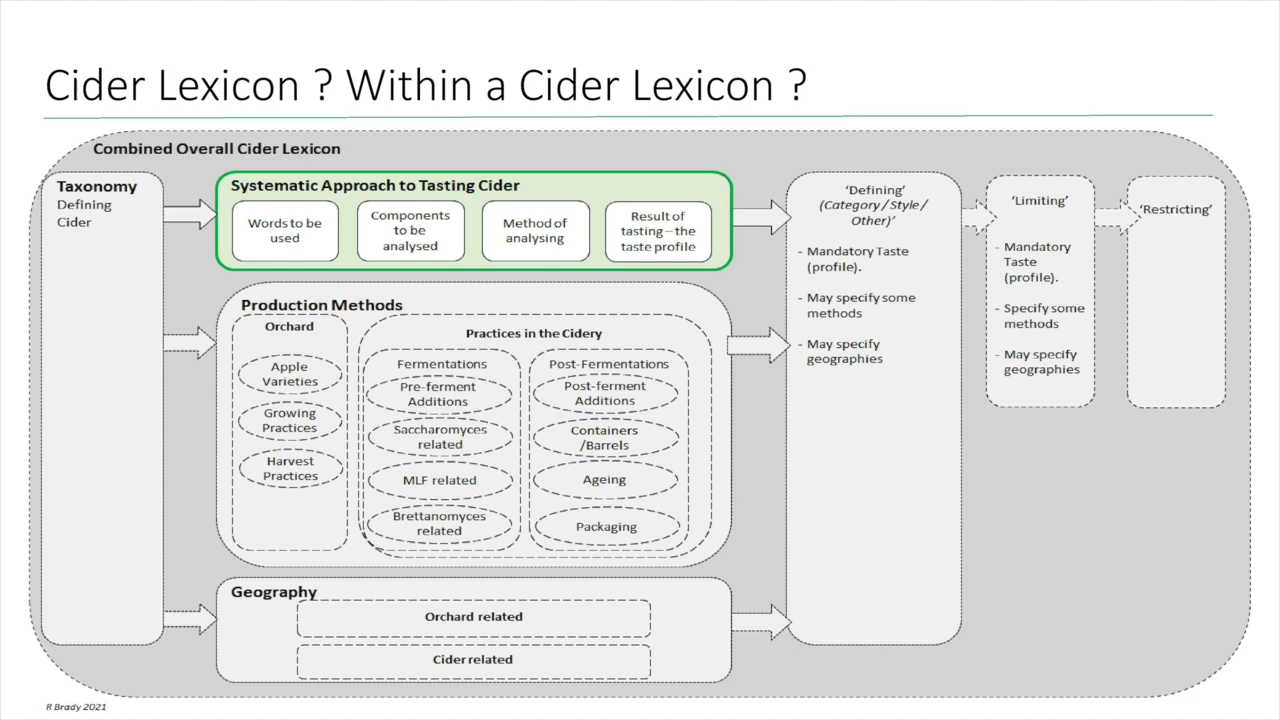 Cider Lexicon ? Within a Cider Lexicon ?
Combined Overall Cider Lexicon
Taxonomy
Defining
Cider
Systematic Approach to Tasting Cider
Words to be
used
Components
to be
analysed
Method of
analysing
Result of
tasting – the
taste profile
Production Methods
Orchard
Apple
Varieties
Growing
Practices
Harvest
Practices
Practices in the Cidery
Fermentations
Pre-ferment
Additions
Saccharomyces
related
MLF related
Brettanomyces
related
Post-Fermentations
Post-ferment
Additions
Containers
/Barrels
Ageing
Packaging
Geography
Orchard related
Cider related
‘Defining’
(Category/Style/
Other)’
- Mandatory Taste
(profile).
- May specify some
methods
- May specify
geographies
‘Limiting’
- Mandatory
Taste
(profile).
- Specify some
methods
- May specify
geographies
‘Restricting’
R Brady 2021